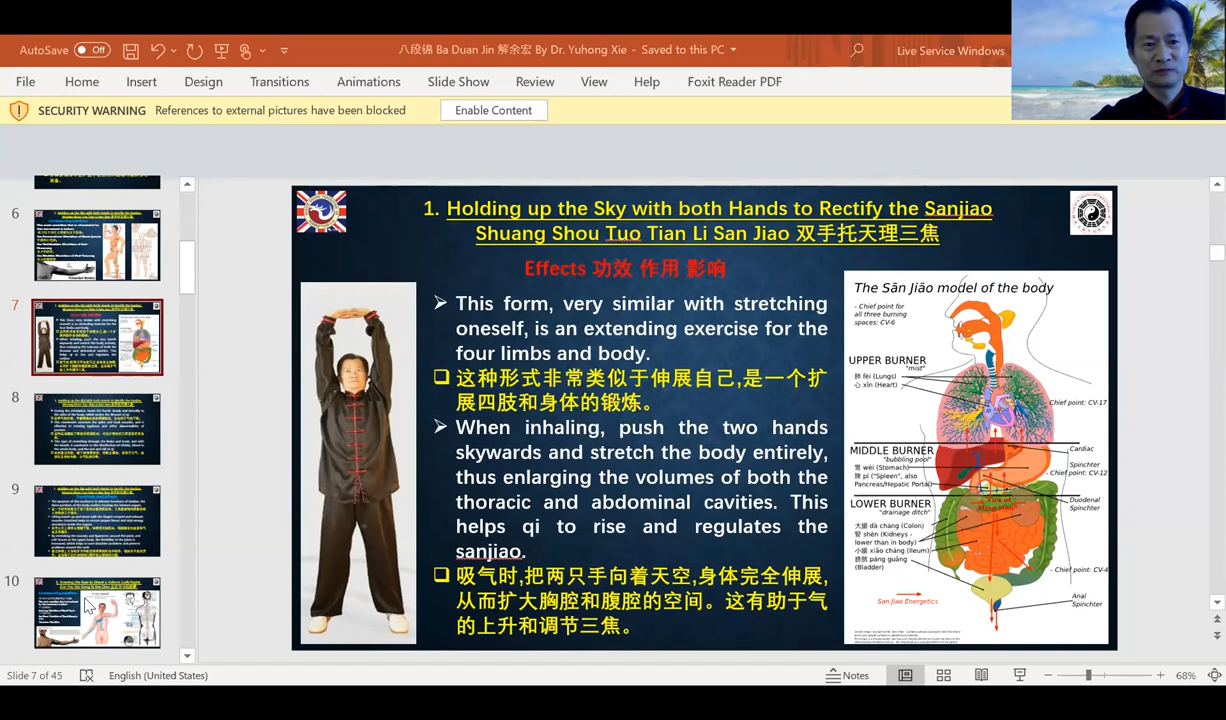 AutoSave
Off
八段锦 Ba Duan Jin 解余宏 By Dr. Yuhong Xie - Saved to this PC
Live Service Windows
File Home Insert Design Transitions Animations Slide Show Review View Help Foxit Reader PDF
SECURITY WARNING References to external pictures have been blocked
Enable Content
6
7
8
9
10
1. Holding up the Sky with both Hands to Rectify the Sanjiao
Shuang Shou Tuo Tian Li San Jiao 双手托天理三焦
Effects 功效 作用 影响
This form, very similar with stretching
oneself, is an extending exercise for the
four limbs and body.
这种形式非常类似于伸展自己,是一个扩
展四肢和身体的锻炼。
When inhaling, push the two hands
skywards and stretch the body entirely,
thus enlarging the volumes of both the
thoracic and abdominal cavities. This
helps qi to rise and regulates the
sanjiao.
吸气时,把两只手向着天空,身体完全伸展,
从而扩大胸腔和腹腔的空间。这有助于气
的上升和调节三焦。
The Sān Jiāo model of the body
- Chief point for
all three burning
spaces: CV-6
UPPER BURNER
"mist"
肺 fèi (Lungs)
心 xīn (Heart)
Chief point: CV-17
MIDDLE BURNER
"bubbling pool"
胃 wèi (Stomach)
脾 pí ("Spleen", also
Pancreas/Hepatic Portal)
Cardiac
Spinchter
- Chief point: CV-12
LOWER BURNER
"drainage ditch"
大腸 dà cháng (Colon)
腎 shèn (Kidneys -
lower than in body)
小腸 xiǎo cháng (Ileum)
膀胱 páng guāng
(Bladder)
Duodenal
Spinchter
"Fire of
Ming Men"
- Chief point: CV-4
San Jiao Energetics
Anal
Spinchter
Slide 7 of 45
English (United States)
Notes
68%